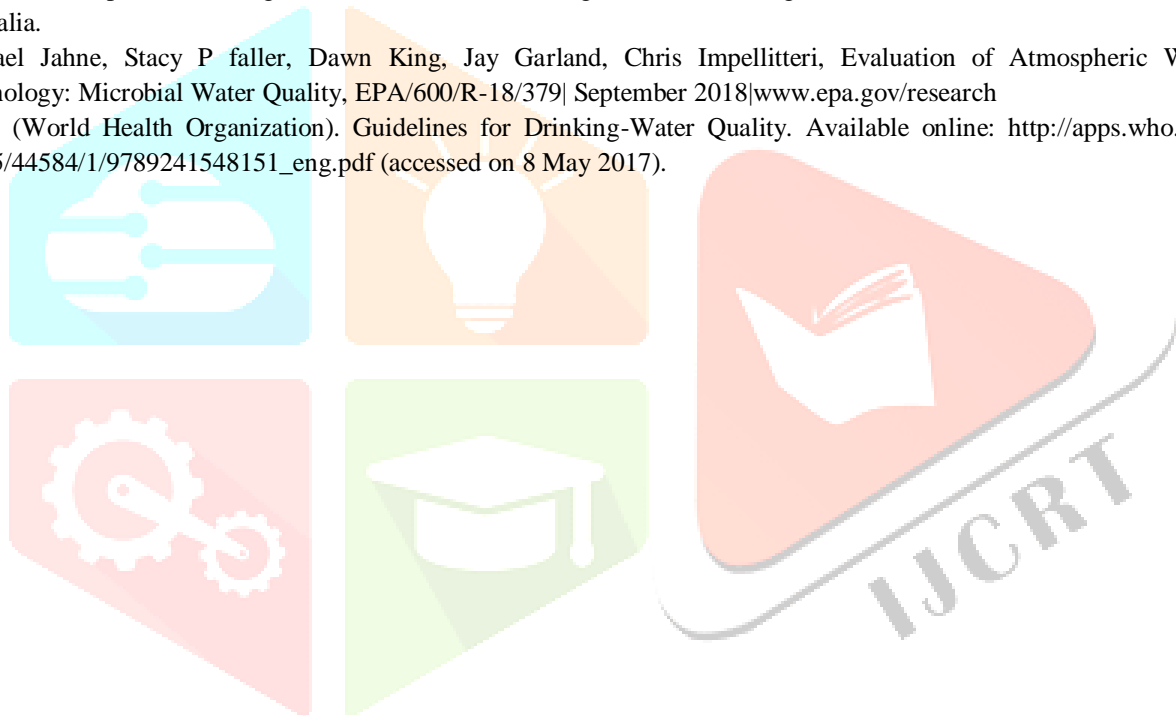 alia.
ael Jahne, Stacy P faller, Dawn King, Jay Garland, Chris Impellitteri, Evaluation of Atmospheric W
nology: Microbial Water Quality, EPA/600/R-18/379| September 2018|www.epa.gov/research
(World Health Organization). Guidelines for Drinking-Water Quality. Available online: http://apps.who.
5/44584/1/9789241548151_eng.pdf (accessed on 8 May 2017).
IJCRT